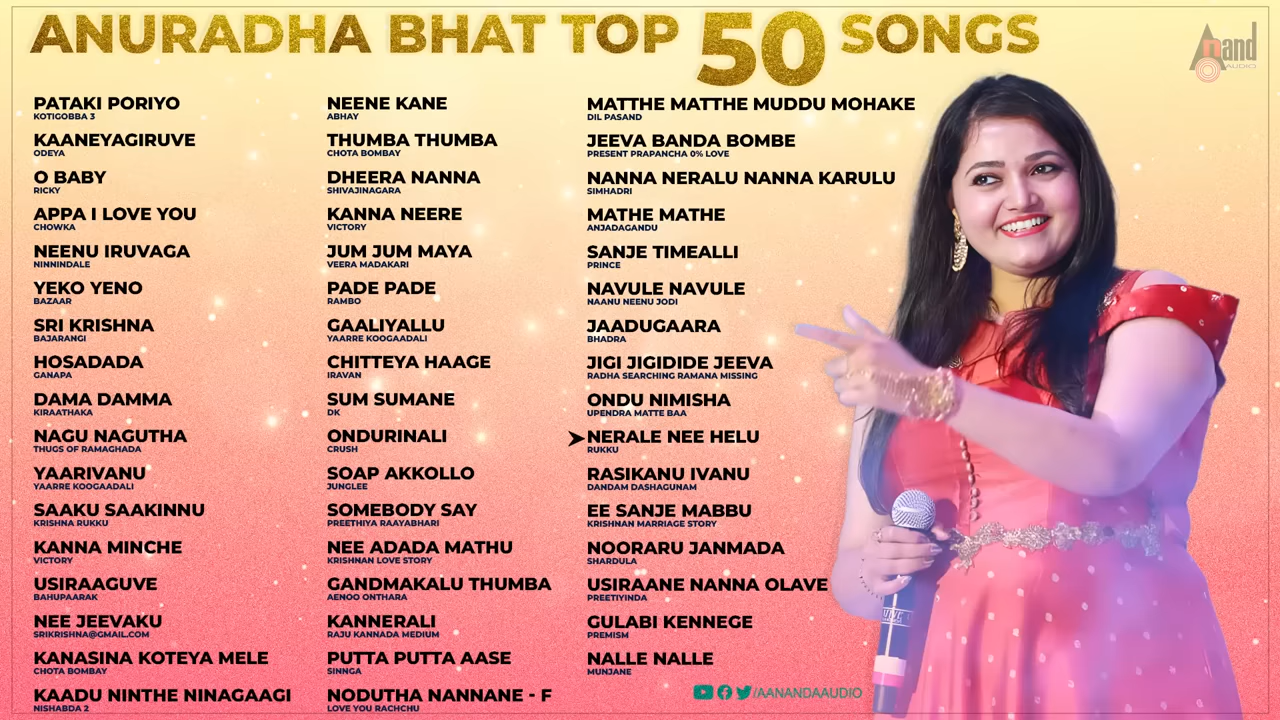 ANURADHA BHAT TOP 50 SONGS
Anand
AUDIO
PATAKI PORIYO
KOTIGOBBA 3
KAANEYAGIRUVE
ODEYA
O BABY
RICKY
APPA I LOVE YOU
CHOWKA
NEENU IRUVAGA
NINNINDALE
YEKO YENO
BAZAAR
SRI KRISHNA
BAJARANGI
HOSADADA
GANAPA
DAMA DAMMA
KIRAATHAKA
NAGU NAGUTHA
THUGS OF RAMAGHADA
YAARIVANU
YAARRE KOOGAADALI
SAAKU SAAKINNU
KRISHNA RUKKU
KANNA MINCHE
VICTORY
USIRAAGUVE
BAHUPAARAK
NEE JEEVAKU
SRIKRISHNA@GMAIL.COM
KANASINA KOTEYA MELE
CHOTA BOMBAY
KAADU NINTHE NINAGAAGI
NISHABDA 2
NEENE KANE
ABHAY
THUMBA THUMBA
CHOTA BOMBAY
DHEERA NANNA
SHIVAJINAGARA
KANNA NEERE
VICTORY
JUM JUM MAYA
VEERA MADAKARI
PADE PADE
RAMBO
GAALIYALLU
YAARRE KOOGAADALI
CHITTEYA HAAGE
IRAVAN
SUM SUMANE
DK
ONDURINALI
CRUSH
SOAP AKKOLLO
JUNGLEE
SOMEBODY SAY
PREETHIYA RAAYABHARI
NEE ADADA MATHU
KRISHNAN LOVE STORY
GANDMAKALU THUMBA
AENOO ONTHARA
KANNERALI
RAJU KANNADA MEDIUM
PUTTA PUTTA AASE
SINNGA
NODUTHA NANNANE - F
LOVE YOU RACHCHU
MATTHE MATTHE MUDDU MOHAKE
DIL PASAND
JEEVA BANDA BOMBE
PRESENT PRAPANCHA 0% LOVE
NANNA NERALU NANNA KARULU
SIMHADRI
MATHE MATHE
ANJADAGANDU
SANJE TIMEALLI
PRINCE
NAVULE NAVULE
NAANU NEENU JODI
JAADUGAARA
BHADRA
JIGI JIGIDIDE JEEVA
RADHA SEARCHING RAMANA MISSING
ONDU NIMISHA
UPENDRA MATTE BAA
NERALE NEE HELU
RUKKU
RASIKANU IVANU
DANDAM DASHAGUNAM
EE SANJE MABBU
KRISHNAN MARRIAGE STORY
NOORARU JANMADA
SHARDULA
USIRAANE NANNA OLAVE
PREETIYINDA
GULABI KENNEGE
PREMISM
NALLE NALLE
MUNJANE
/AANANDAAUDIO